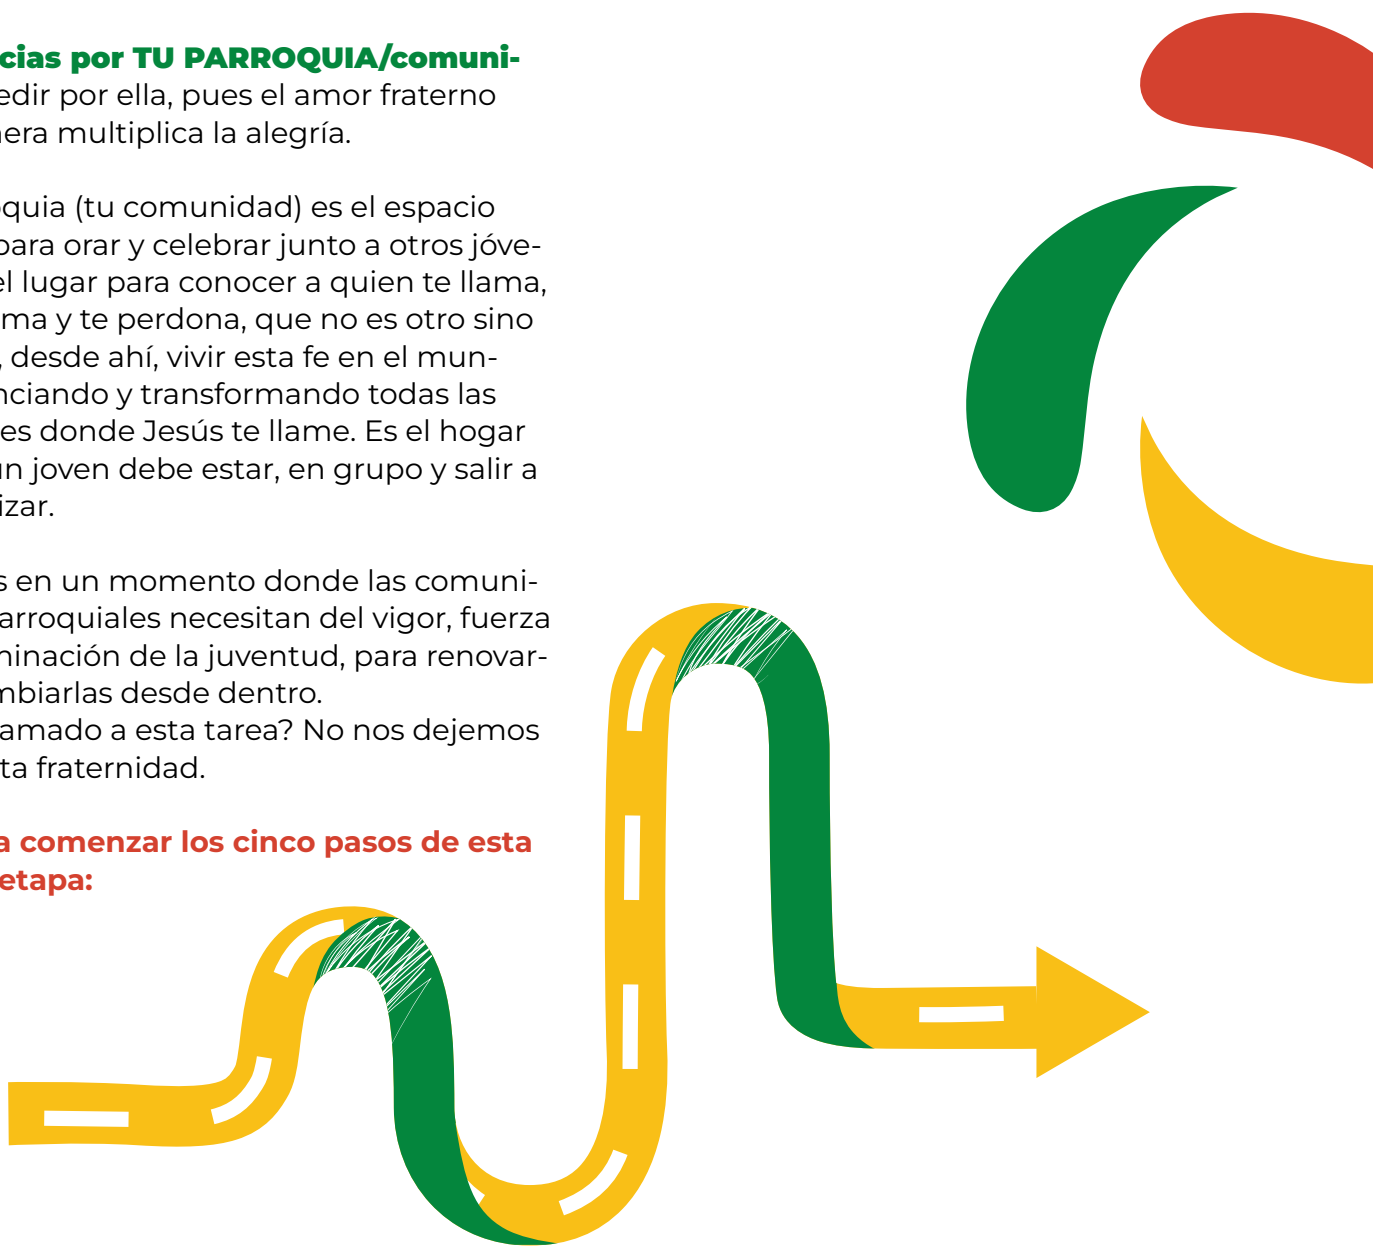 cias por TU PARROQUIA/comuni-
edir por ella, pues el amor fraterno
nera multiplica la alegría.
quia (tu comunidad) es el espacio
para orar y celebrar junto a otros jóve-
el lugar para conocer a quien te llama,
ma y te perdona, que no es otro sino
, desde ahí, vivir esta fe en el mun-
nciando y transformando todas las
es donde Jesús te llame. Es el hogar
un joven debe estar, en grupo y salir a
izar.
s en un momento donde las comuni-
arroquiales necesitan del vigor, fuerza
minación de la juventud, para renovar-
mbiarlas desde dentro.
amado a esta tarea? No nos dejemos
ta fraternidad.
a comenzar los cinco pasos de esta
etapa: